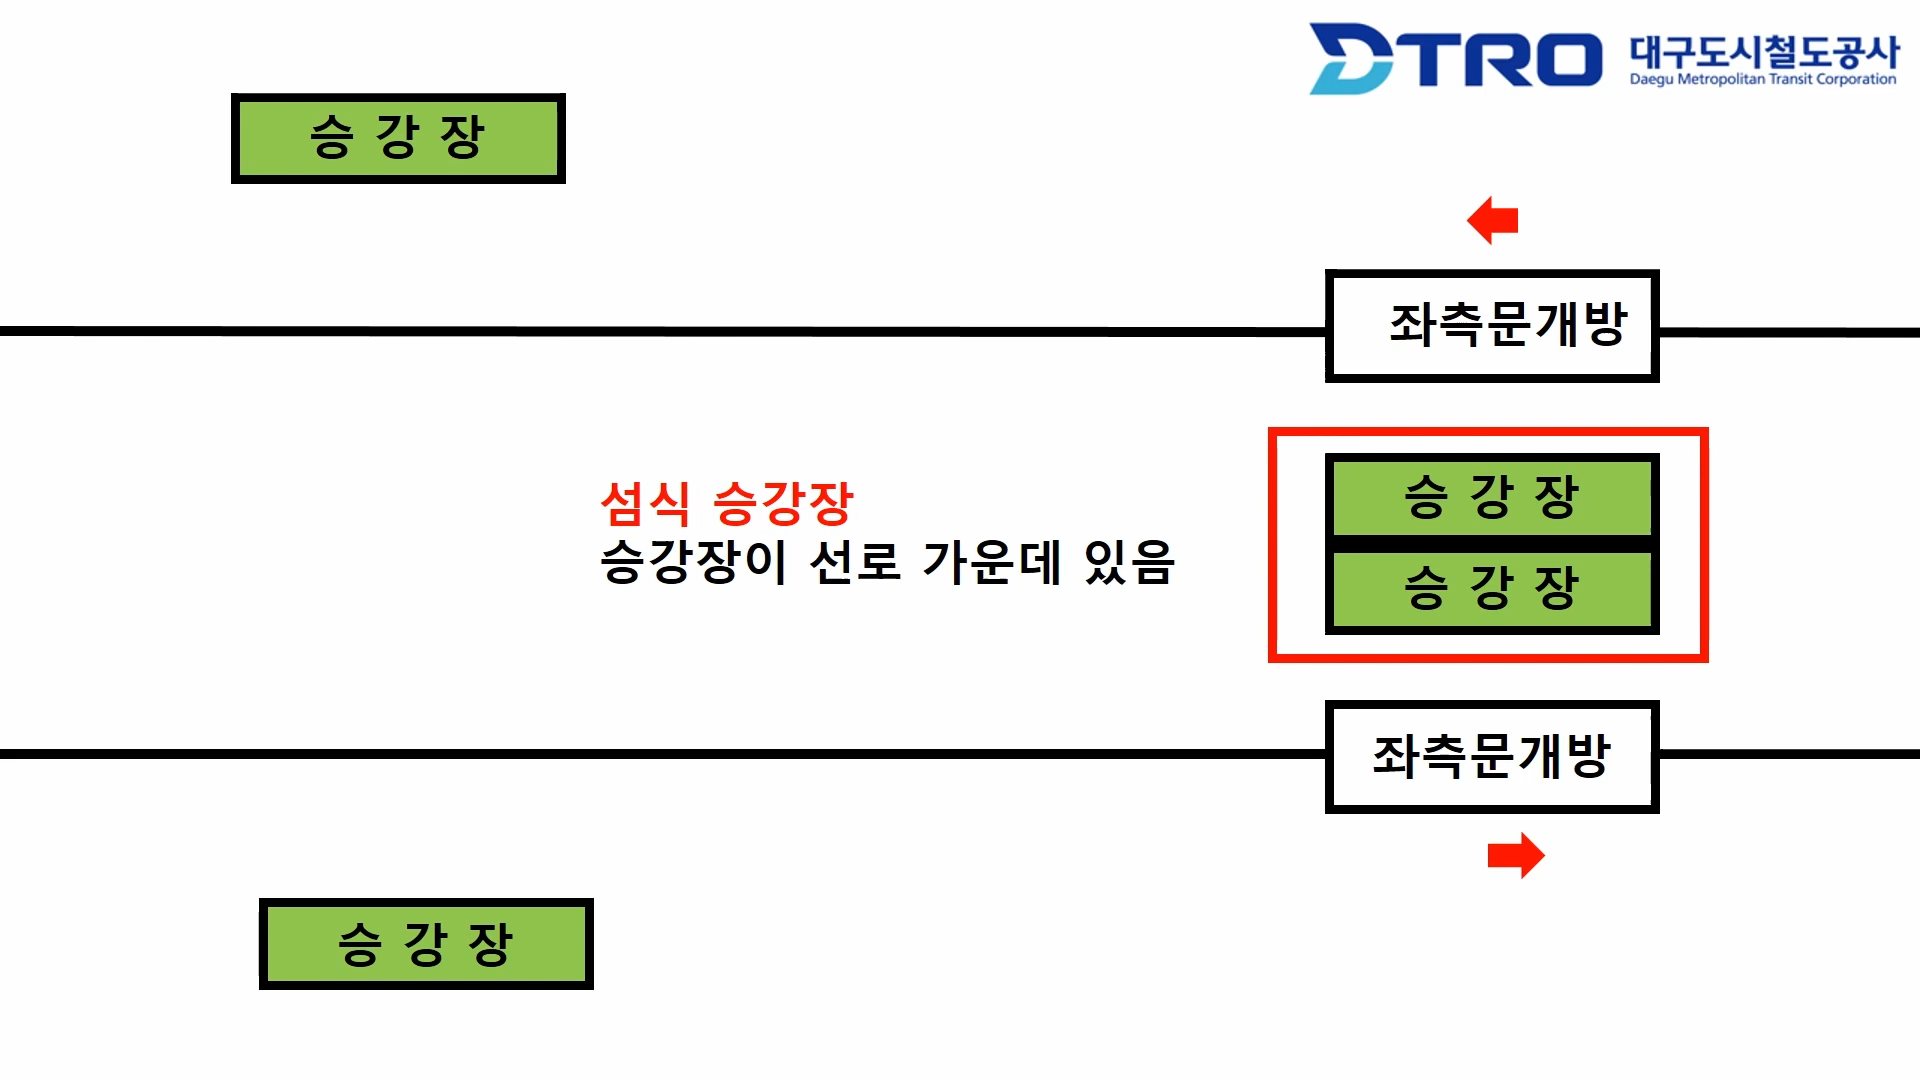 DTRO 대구도시철도공사
Daegu Metropolitan Transit Corporation
승 강 장
좌측문개방
섬식 승강장
승강장이 선로 가운데 있음
승 강 장
승 강 장
좌측문개방
승 강 장